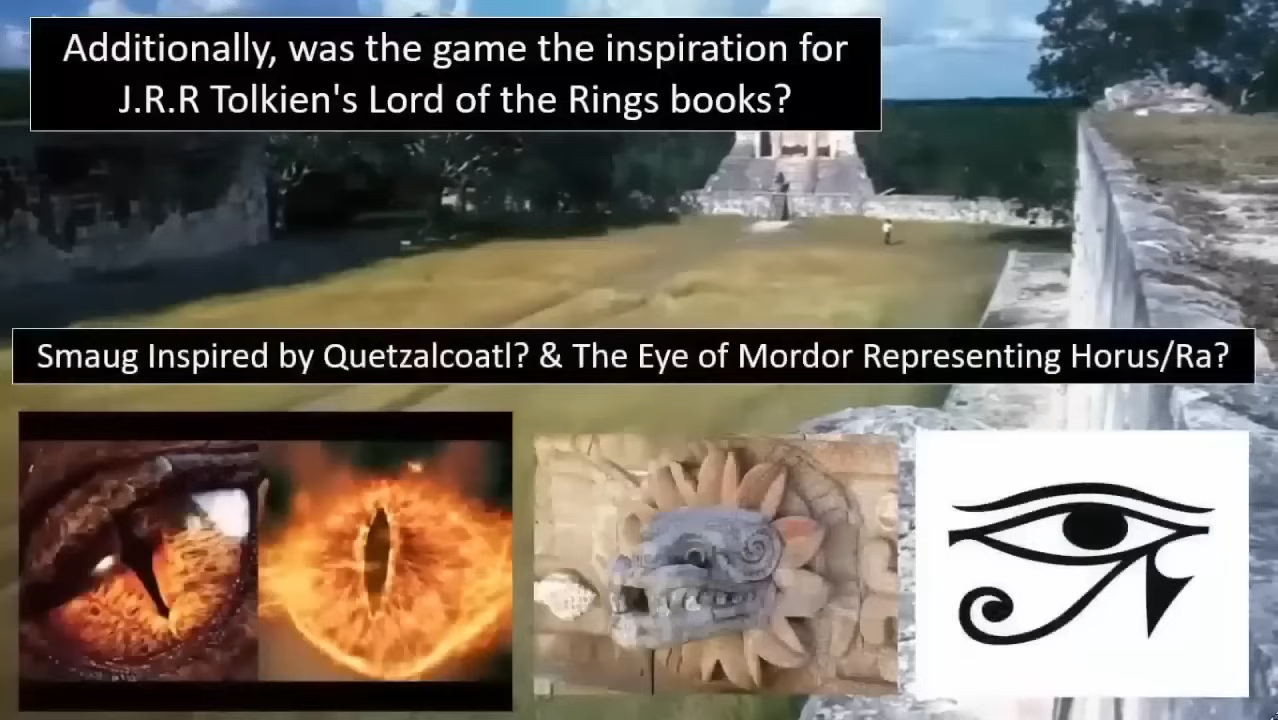 Additionally, was the game the inspiration for
J.R.R Tolkien's Lord of the Rings books?
Smaug Inspired by Quetzalcoatl? & The Eye of Mordor Representing Horus/Ra?